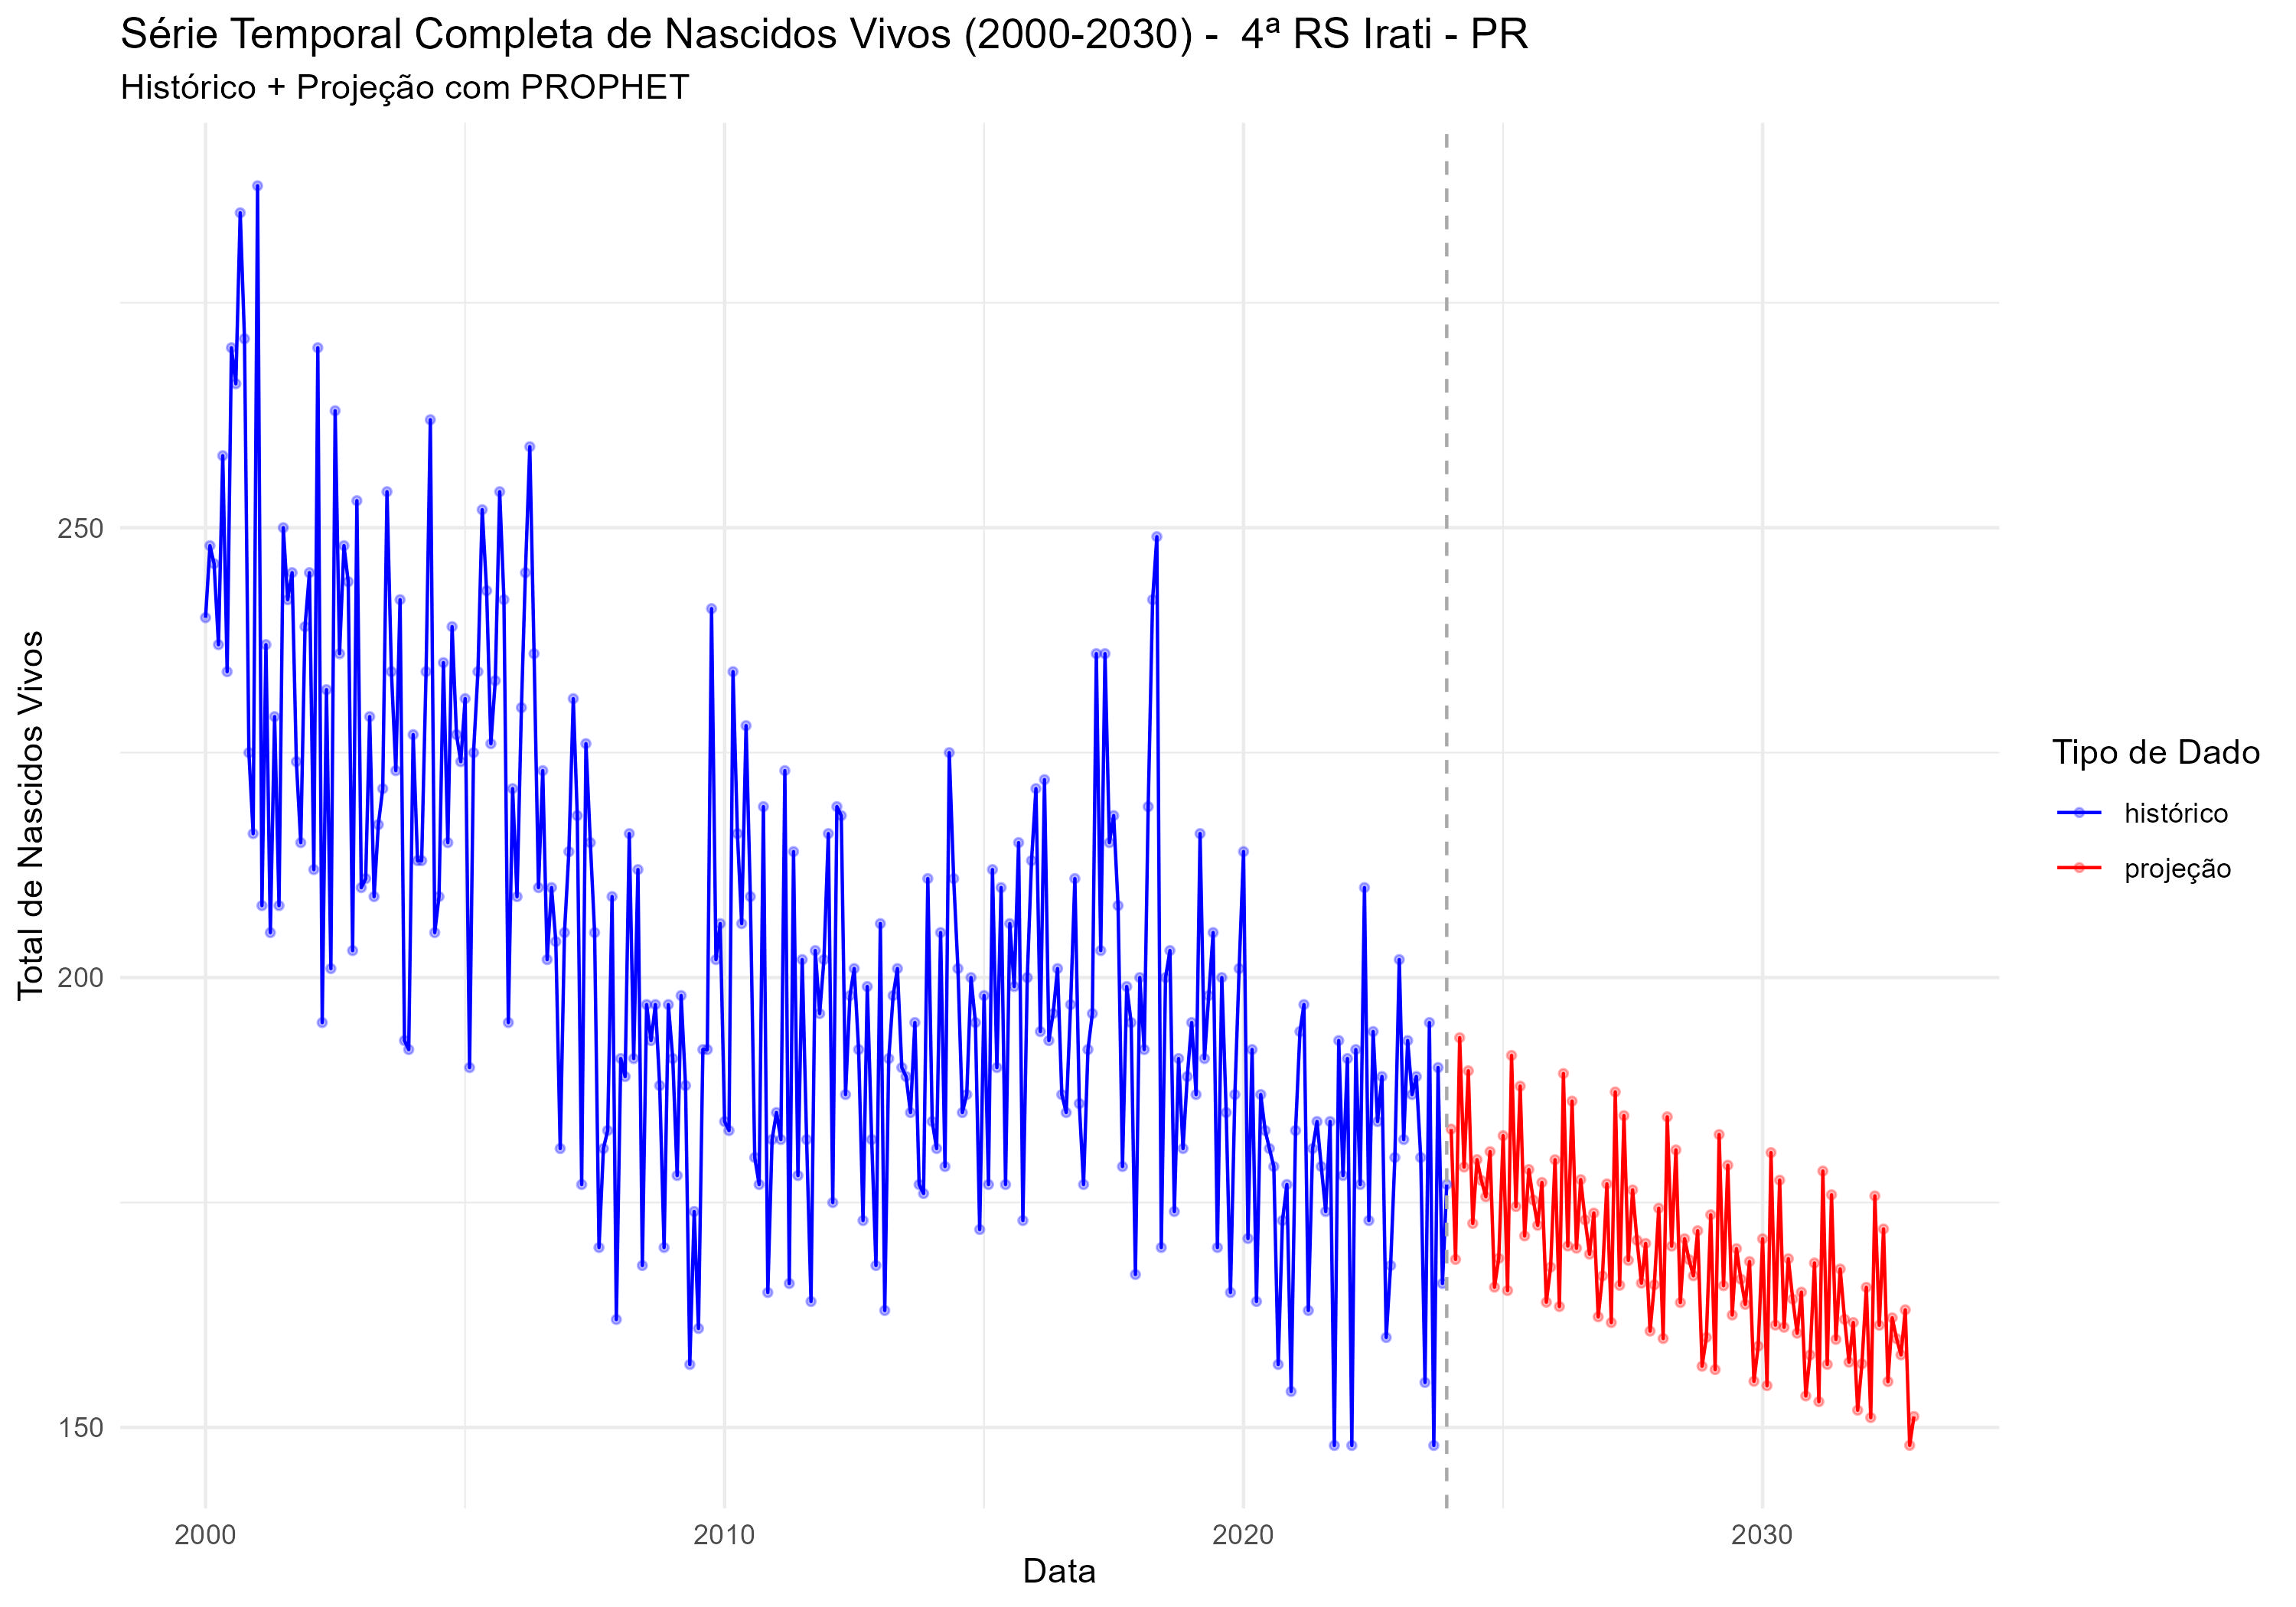 Série Temporal Completa de Nascidos Vivos (2000-2030) -  4ª RS Irati - PR
Histórico + Projeção com PROPHET
Total de Nascidos Vivos
250
200
150
2000
2010
2020
2030
Data
Tipo de Dado
histórico
projeção